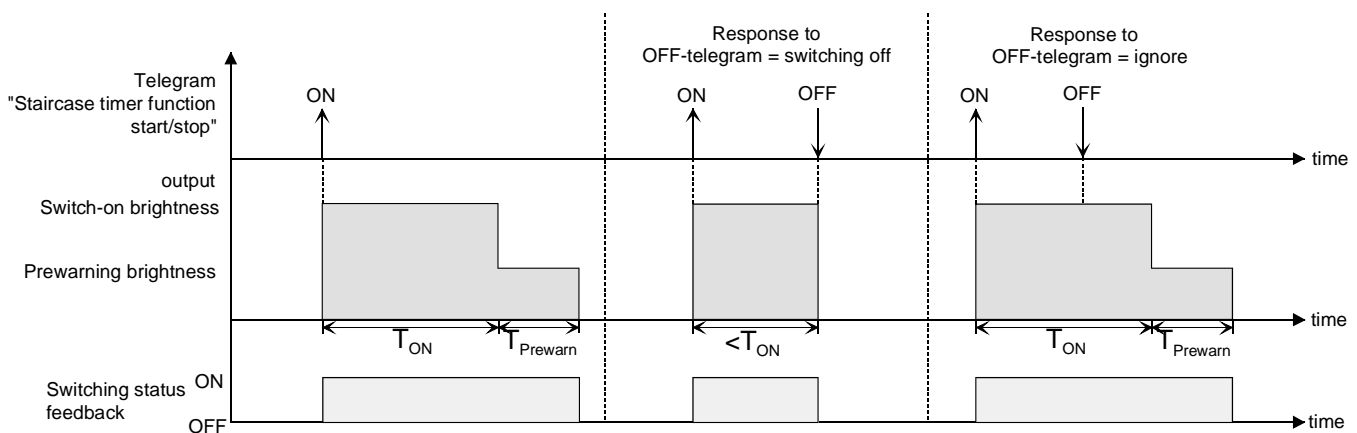 Response to
OFF-telegram = switching off
Response to
OFF-telegram = ignore
Telegram
"Staircase timer function
start/stop"
ON
ON
OFF
ON
OFF
time
output
Switch-on brightness
Prewarning brightness
time
TON
TPrewarn
<TON
TON
TPrewarn
Switching status
feedback
ON
OFF
time